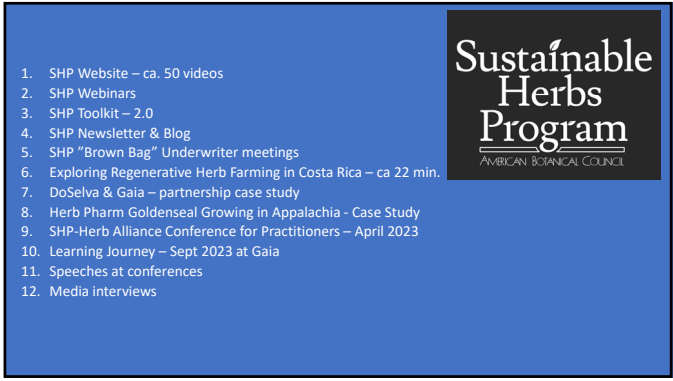 Sustainable
Herbs
Program
AMERICAN BOTANICAL COUNCIL
1. SHP Website – ca. 50 videos
2. SHP Webinars
3. SHP Toolkit – 2.0
4. SHP Newsletter & Blog
5. SHP ”Brown Bag” Underwriter meetings
6. Exploring Regenerative Herb Farming in Costa Rica – ca 22 min.
7. DoSelva & Gaia – partnership case study
8. Herb Pharm Goldenseal Growing in Appalachia - Case Study
9. SHP-Herb Alliance Conference for Practitioners – April 2023
10. Learning Journey – Sept 2023 at Gaia
11. Speeches at conferences
12. Media interviews